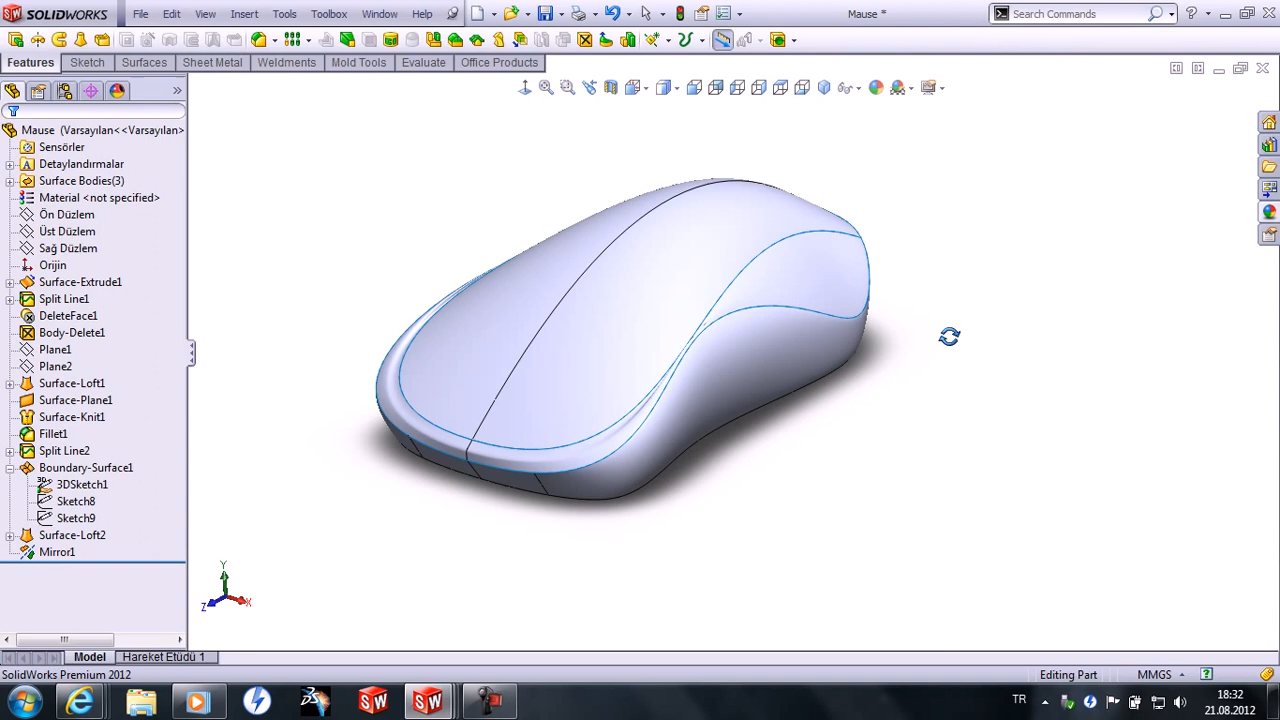 SOLIDWORKS File Edit View Insert Tools Toolbox Window Help Mause * Search Commands
Features Sketch Surfaces Sheet Metal Weldments Mold Tools Evaluate Office Products
Mause (Varsayılan<<Varsayılan>
Sensörler
Detaylandırmalar
Surface Bodies(3)
Material <not specified>
Ön Düzlem
Üst Düzlem
Sağ Düzlem
Orijin
Surface-Extrude1
Split Line1
DeleteFace1
Body-Delete1
Plane1
Plane2
Surface-Loft1
Surface-Plane1
Surface-Knit1
Fillet1
Split Line2
Boundary-Surface1
3DSketch1
Sketch8
Sketch9
Surface-Loft2
Mirror1
Y
Z X
Model Hareket Etüdü 1
SolidWorks Premium 2012 Editing Part MMGS
TR 18:32
21.08.2012